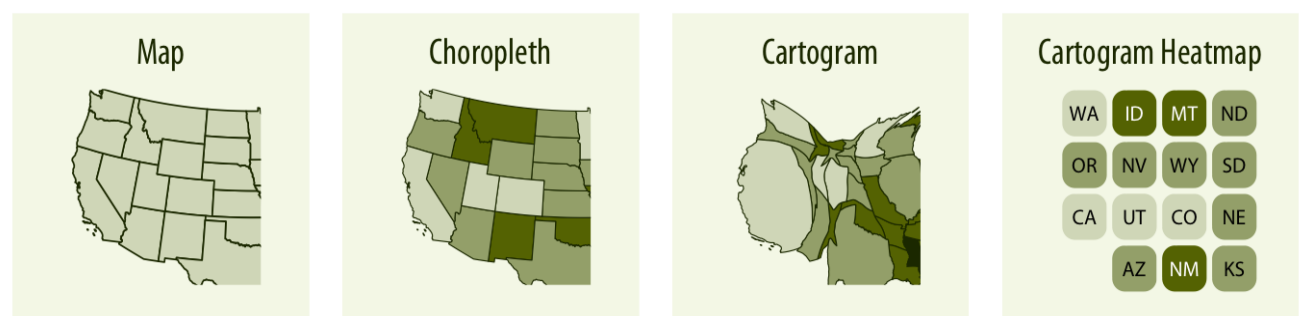 Map
Choropleth
Cartogram
Cartogram Heatmap
WA ID MT ND
OR NV WY SD
CA UT CO NE
AZ NM KS